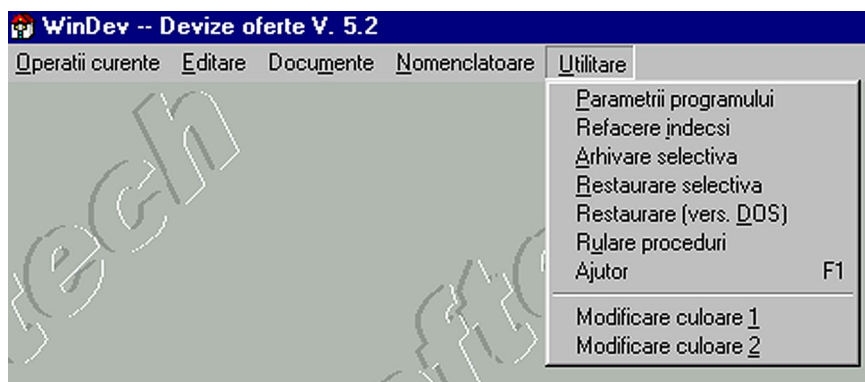 WinDev -- Devize oferte V. 5.2
Operatii curente Editare Documente Nomenclatoare Utilitare
Parametrii programului
Refacere indecsi
Arhivare selectiva
Restaurare selectiva
Restaurare (vers. DOS)
Rulare proceduri
Ajutor F1
Modificare culoare 1
Modificare culoare 2